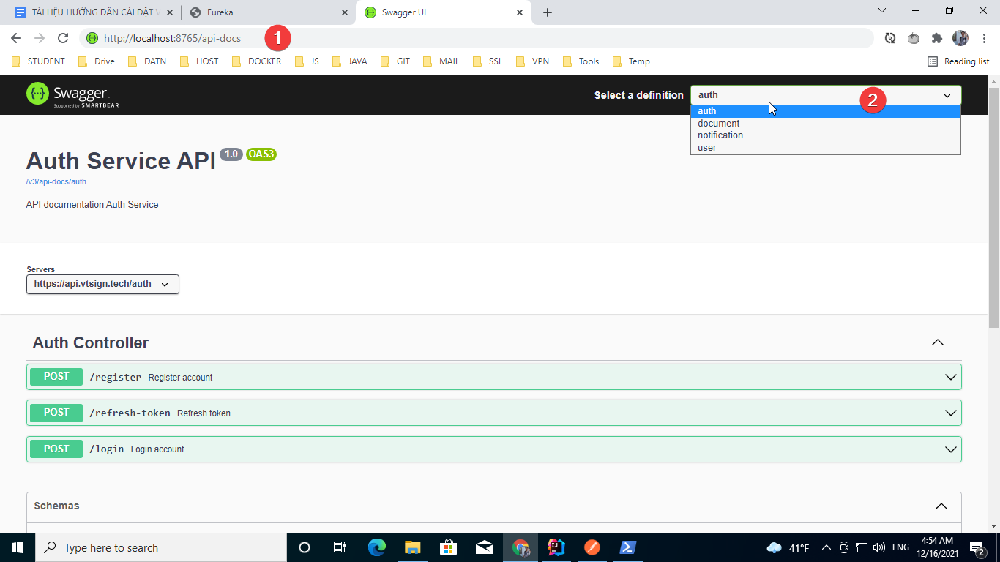 TÀI LIỆU HƯỚNG DẪN CÀI ĐẶT V
Eureka
Swagger UI
http://localhost:8765/api-docs
1
STUDENT
Drive
DATN
HOST
DOCKER
JS
JAVA
GIT
MAIL
SSL
VPN
Tools
Temp
Reading list
Swagger
Supported by SMARTBEAR
Select a definition
auth
2
auth
document
notification
user
Auth Service API 1.0 OAS3
/v3/api-docs/auth
API documentation Auth Service
Servers
https://api.vtsign.tech/auth
Auth Controller
POST /register Register account
POST /refresh-token Refresh token
POST /login Login account
Schemas
Type here to search
41°F
ENG
4:54 AM
12/16/2021
2